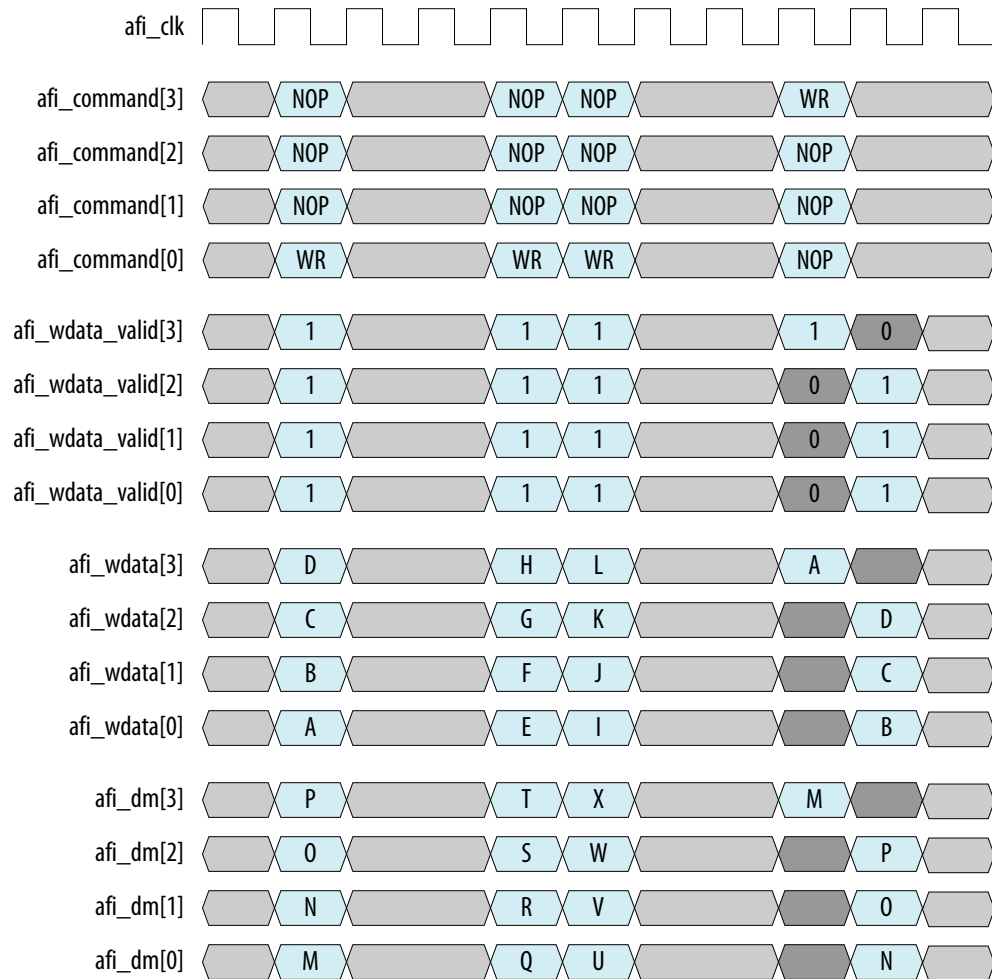 afi_clk
afi_command[3] NOP NOP NOP WR
afi_command[2] NOP NOP NOP NOP
afi_command[1] NOP NOP NOP NOP
afi_command[0] WR WR WR NOP
afi_wdata_valid[3] 1 1 1 1 0
afi_wdata_valid[2] 1 1 1 0 1
afi_wdata_valid[1] 1 1 1 0 1
afi_wdata_valid[0] 1 1 1 0 1
afi_wdata[3] D H L A
afi_wdata[2] C G K D
afi_wdata[1] B F J C
afi_wdata[0] A E I B
afi_dm[3] P T X M
afi_dm[2] O S W P
afi_dm[1] N R V O
afi_dm[0] M Q U N